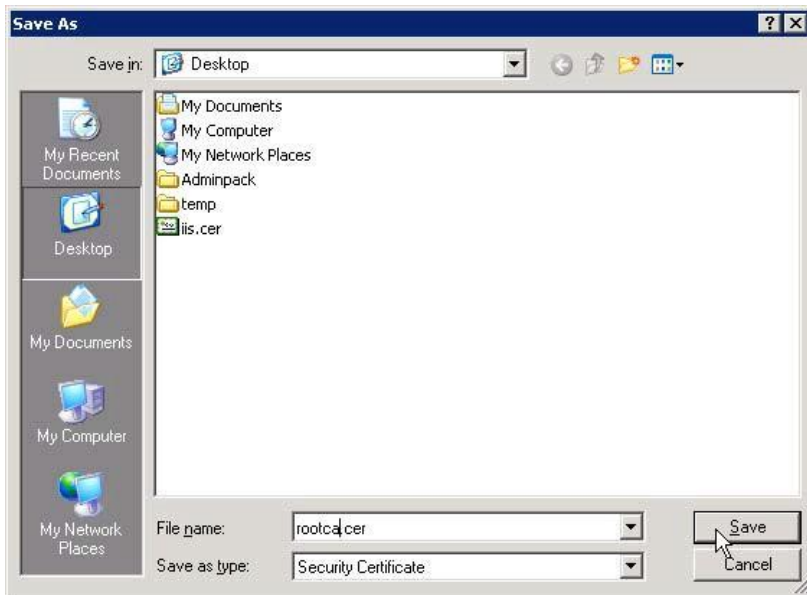 Save As
Save in:
Desktop
My Recent
Documents
Desktop
My Documents
My Computer
My Network
Places
My Documents
My Computer
My Network Places
Adminpack
temp
iis.cer
File name:
rootca.cer
Save
Save as type:
Security Certificate
Cancel